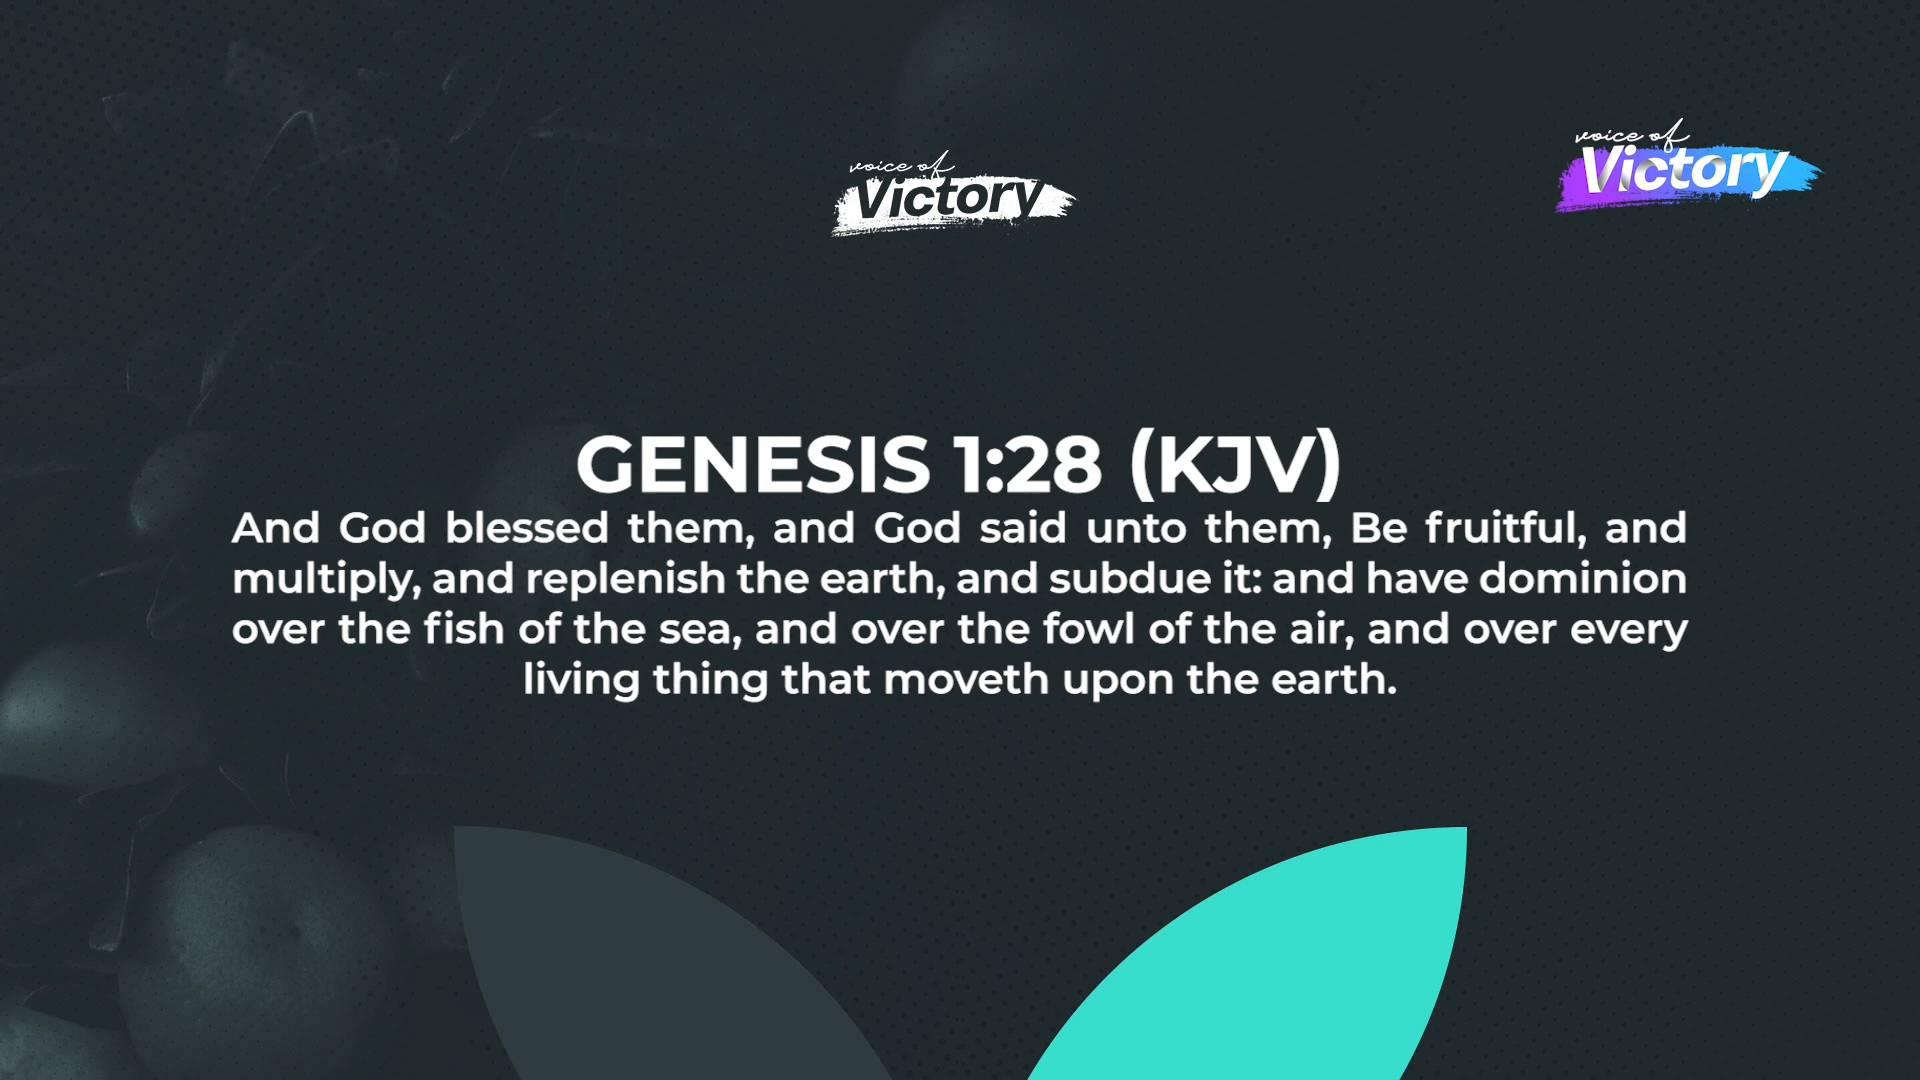 voice of
Victory
voice of
Victory
GENESIS 1:28 (KJV)
And God blessed them, and God said unto them, Be fruitful, and
multiply, and replenish the earth, and subdue it: and have dominion
over the fish of the sea, and over the fowl of the air, and over every
living thing that moveth upon the earth.